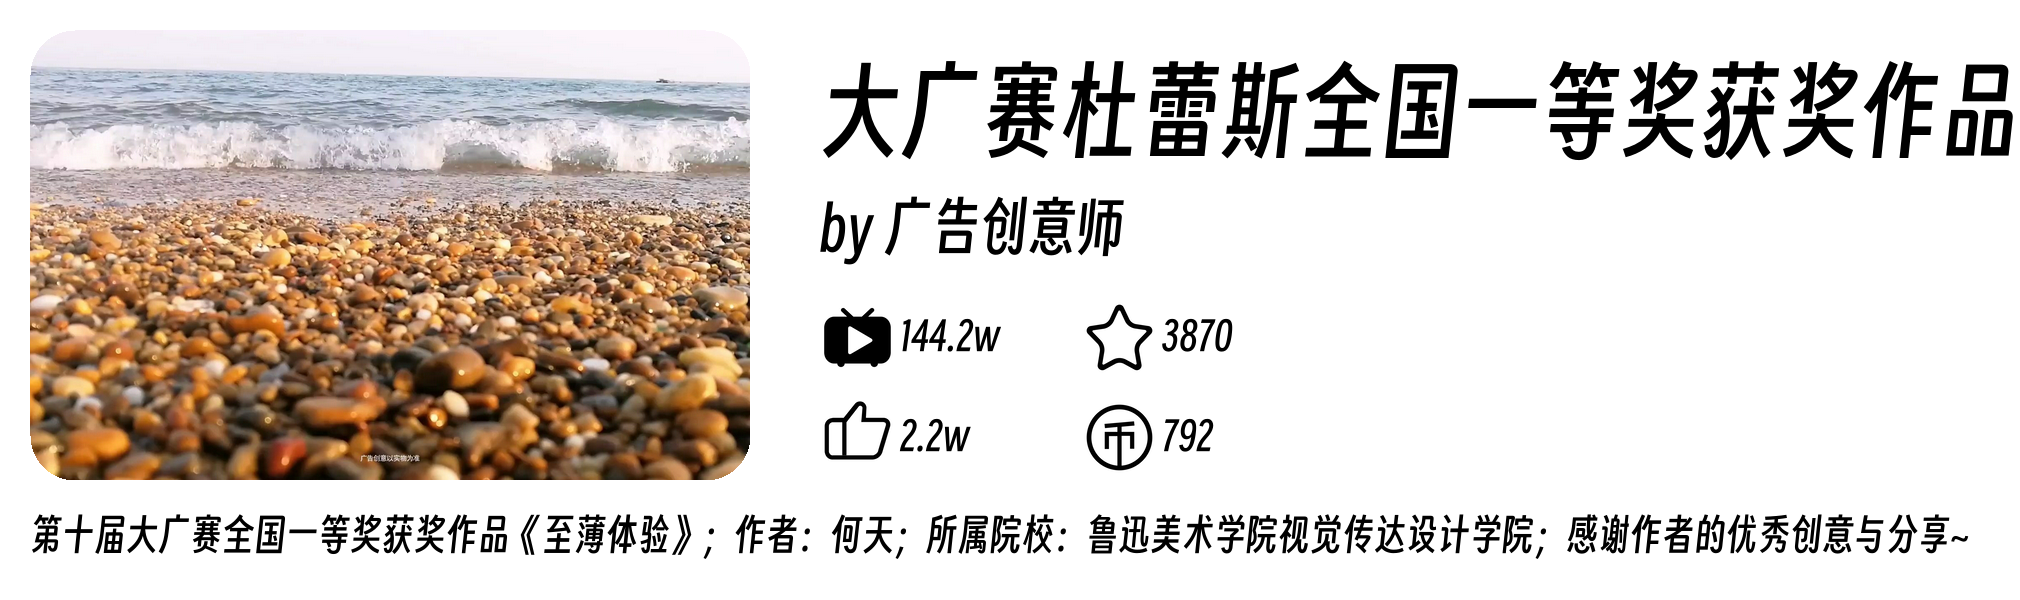 大广赛杜蕾斯全国一等奖获奖作品
by 广告创意师
144.2w
3870
2.2w
792
广告创意以实物为准
第十届大广赛全国一等奖获奖作品《至薄体验》；作者：何天；所属院校：鲁迅美术学院视觉传达设计学院；感谢作者的优秀创意与分享~